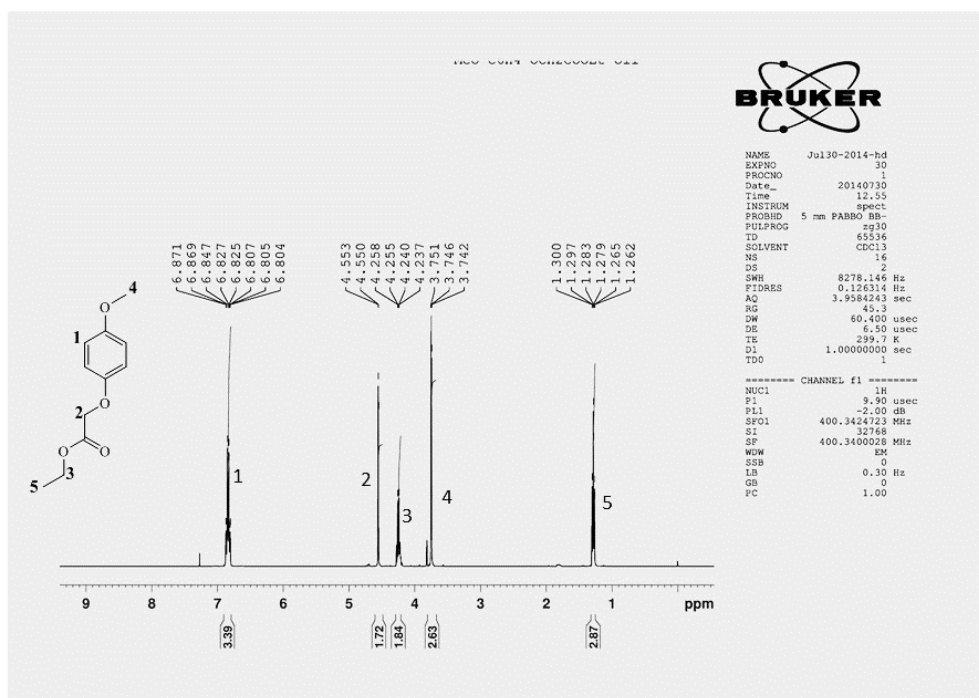 BRUKER
NAME Jul30-2014-hd
EXPNO 30
PROCNO 1
Date_ 20140730
Time 12.55
INSTRUM spect
PROBHD 5 mm PABBO BB-
PULPROG zg30
TD 65536
SOLVENT CDCl3
NS 16
DS 2
SWH 8278.146 Hz
FIDRES 0.126314 Hz
AQ 3.9584243 sec
RG 45.3
DW 60.400 usec
DE 6.50 usec
TE 299.7 K
D1 1.00000000 sec
TD0 1
======== CHANNEL f1 ========
NUC1 1H
P1 9.90 usec
PL1 -2.00 dB
SFO1 400.3424723 MHz
SI 32768
SF 400.3400028 MHz
WDW EM
SSB 0
LB 0.30 Hz
GB 0
PC 1.00
6.871
6.869
6.847
6.827
6.825
6.807
6.805
6.804
4.553
4.550
4.258
4.255
4.240
4.237
3.751
3.746
3.742
1.300
1.297
1.283
1.279
1.265
1.262
4
O
1
O
2
O
O
3
5
1
2
3
4
5
9 8 7 6 5 4 3 2 1 ppm
3.39
1.72
1.84
2.63
2.87